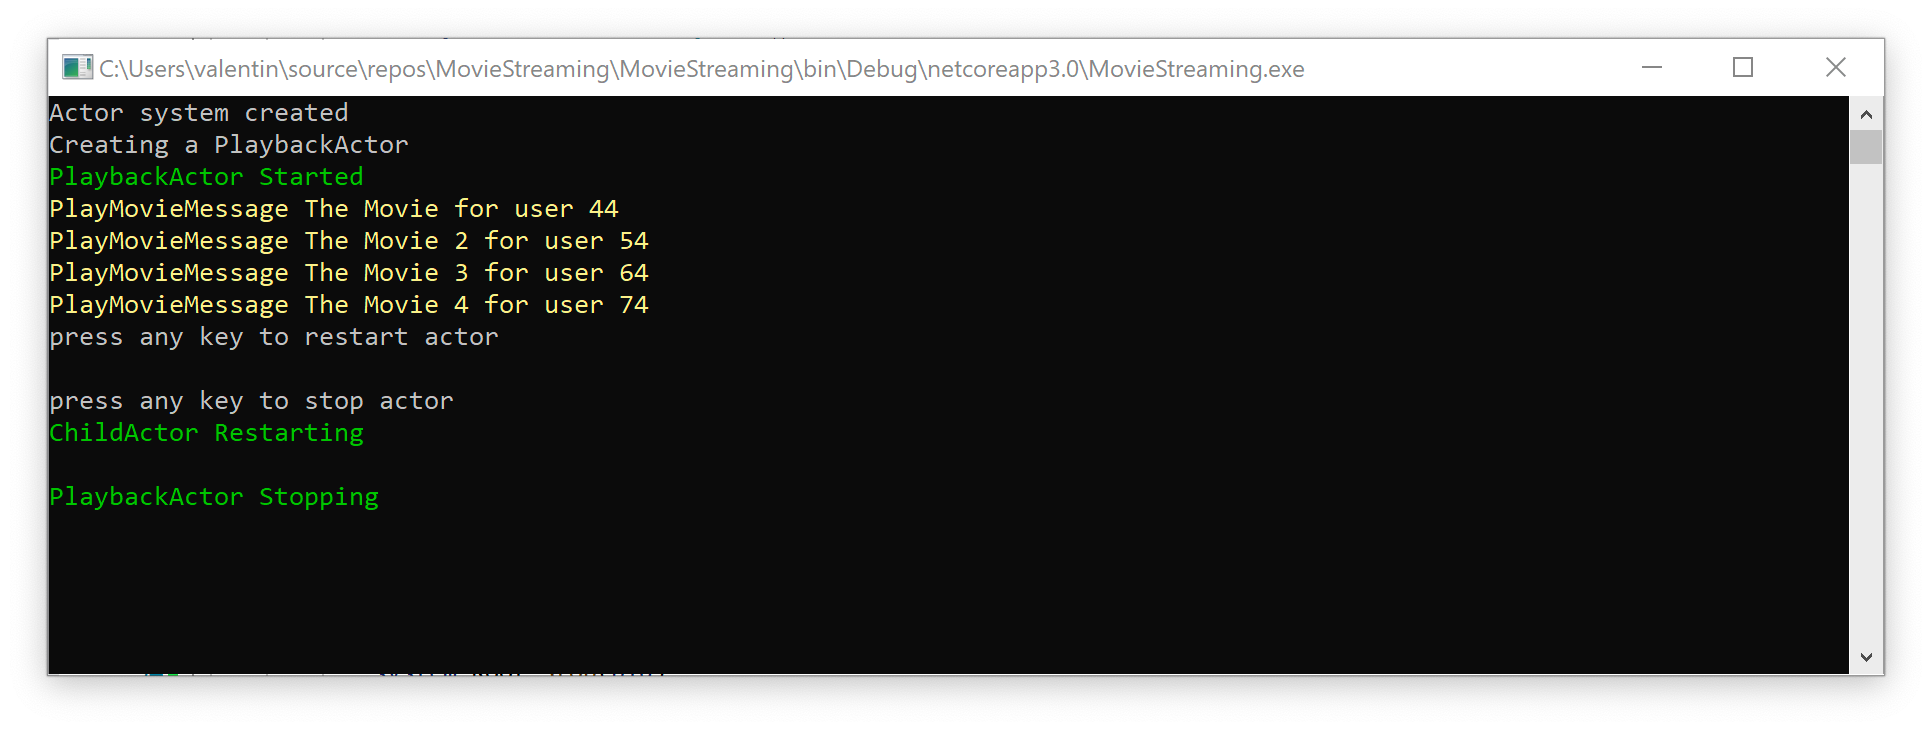 C:\Users\valentin\source\repos\MovieStreaming\MovieStreaming\bin\Debug\netcoreapp3.0\MovieStreaming.exe
Actor system created
Creating a PlaybackActor
PlaybackActor Started
PlayMovieMessage The Movie for user 44
PlayMovieMessage The Movie 2 for user 54
PlayMovieMessage The Movie 3 for user 64
PlayMovieMessage The Movie 4 for user 74
press any key to restart actor
press any key to stop actor
ChildActor Restarting
PlaybackActor Stopping